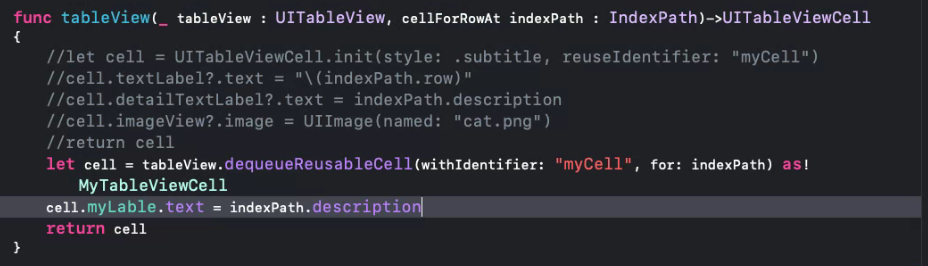 func tableView(_ tableView : UITableView, cellForRowAt indexPath : IndexPath)->UITableViewCell
{
//let cell = UITableViewCell.init(style: .subtitle, reuseIdentifier: "myCell")
//cell.textLabel?.text = "\(indexPath.row)"
//cell.detailTextLabel?.text = indexPath.description
//cell.imageView?.image = UIImage(named: "cat.png")
//return cell
let cell = tableView.dequeueReusableCell(withIdentifier: "myCell", for: indexPath) as!
MyTableViewCell
cell.myLable.text = indexPath.description
return cell
}